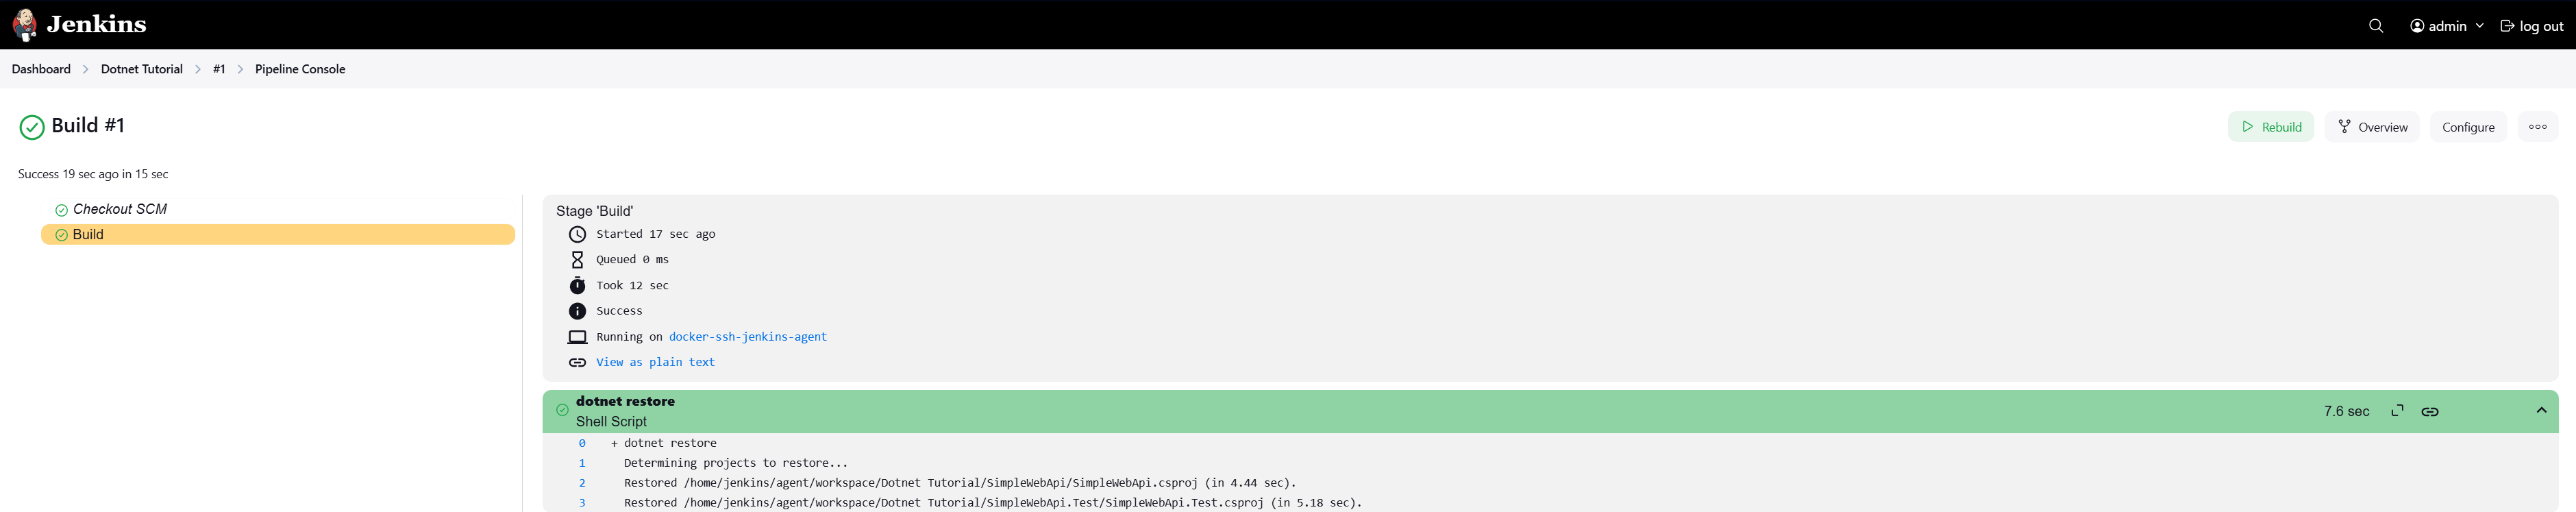 Jenkins
admin
log out
Dashboard
Dotnet Tutorial
#1
Pipeline Console
Build #1
Rebuild
Overview
Configure
Success 19 sec ago in 15 sec
Checkout SCM
Build
Stage 'Build'
Started 17 sec ago
Queued 0 ms
Took 12 sec
Success
Running on docker-ssh-jenkins-agent
View as plain text
dotnet restore
Shell Script
7.6 sec
0 + dotnet restore
1 Determining projects to restore...
2 Restored /home/jenkins/agent/workspace/Dotnet Tutorial/SimpleWebApi/SimpleWebApi.csproj (in 4.44 sec).
3 Restored /home/jenkins/agent/workspace/Dotnet Tutorial/SimpleWebApi.Test/SimpleWebApi.Test.csproj (in 5.18 sec).